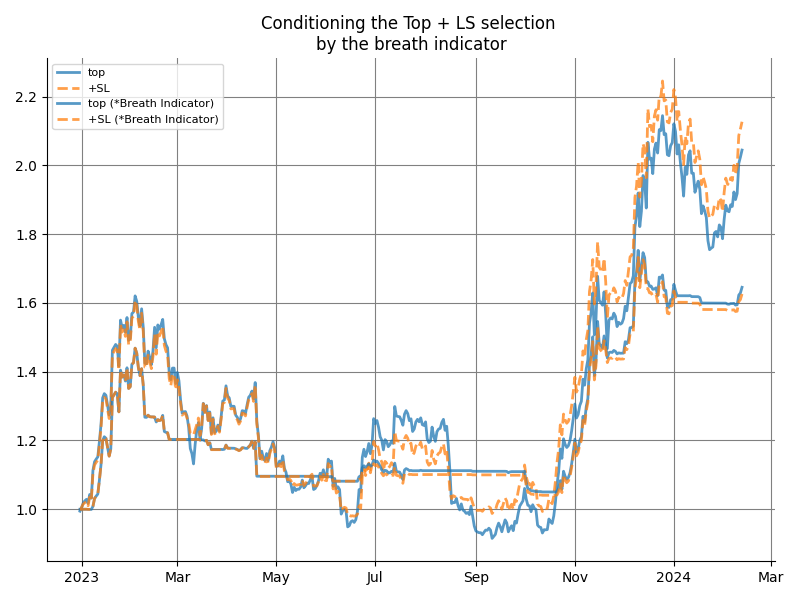 Conditioning the Top + LS selection
by the breath indicator
top
+SL
top (*Breath Indicator)
+SL (*Breath Indicator)
2.2
2.0
1.8
1.6
1.4
1.2
1.0
2023 Mar May Jul Sep Nov 2024 Mar